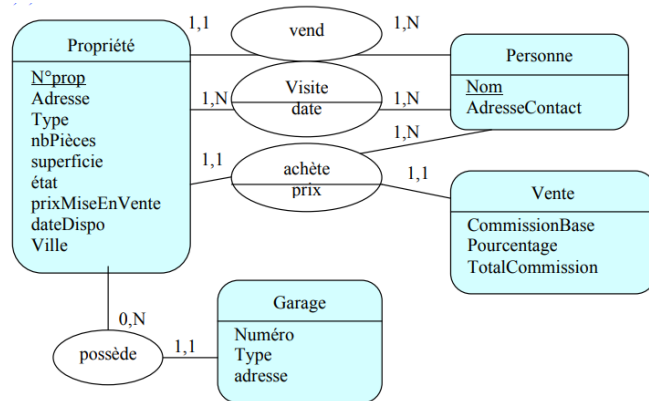 1,1
vend
1,N
Propriété
Personne
N°prop
Adresse
Type
nbPièces
superficie
état
prixMiseEnVente
dateDispo
Ville
1,N
Visite
date
1,N
Nom
AdresseContact
1,N
1,1
achète
prix
1,1
Vente
CommissionBase
Pourcentage
TotalCommission
0,N
possède
1,1
Garage
Numéro
Type
adresse